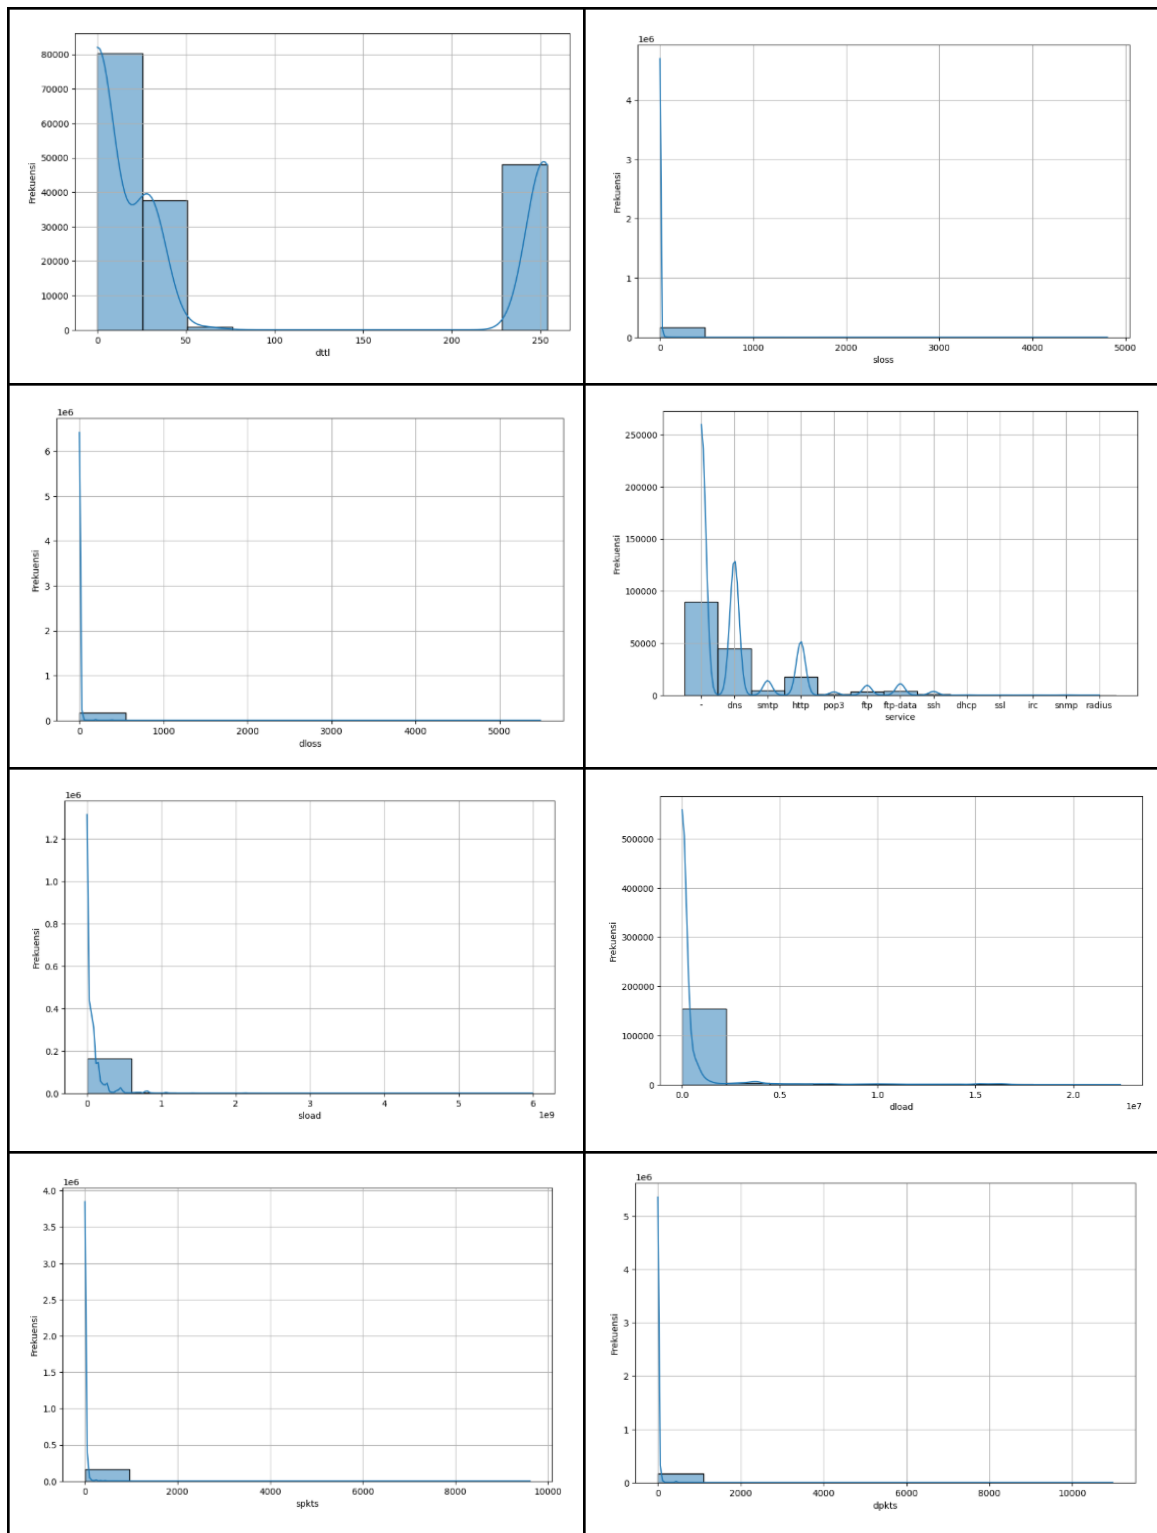 80000
70000
60000
50000
40000
30000
20000
10000
0
Frekuensi
0 50 100 150 200 250
dttl
1e6
4
3
2
1
0
Frekuensi
0 1000 2000 3000 4000 5000
sloss
1e6
6
5
4
3
2
1
0
Frekuensi
0 1000 2000 3000 4000 5000
dloss
250000
200000
150000
100000
50000
0
Frekuensi
- dns smtp http pop3 ftp ftp-data ssh dhcp ssl irc snmp radius
service
1e6
1.2
1.0
0.8
0.6
0.4
0.2
0.0
Frekuensi
0 1 2 3 4 5 6
1e9
sload
500000
400000
300000
200000
100000
0
Frekuensi
0.0 0.5 1.0 1.5 2.0
1e7
dload
1e6
4.0
3.5
3.0
2.5
2.0
1.5
1.0
0.5
0.0
Frekuensi
0 2000 4000 6000 8000 10000
spkts
1e6
5
4
3
2
1
0
Frekuensi
0 2000 4000 6000 8000 10000
dpkts